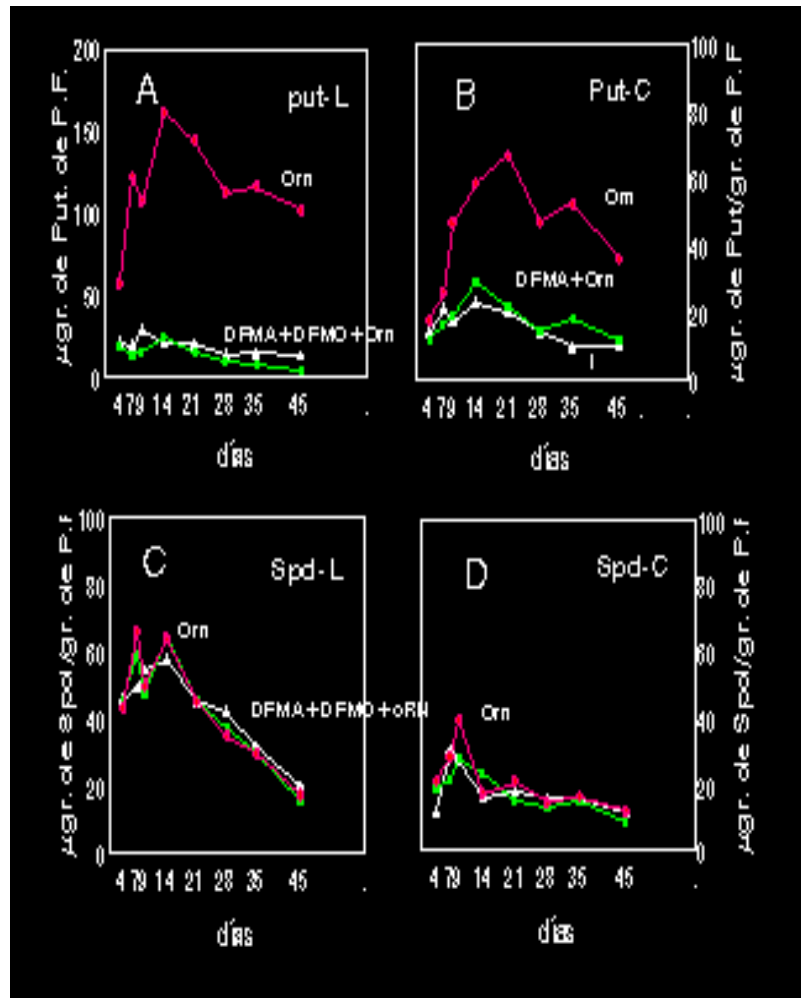 200
150
100
50
0
µgr. de Put. de P.F.
A
put-L
Orn
DFMA+DFMO+Orn
4 7 9 14 21 28 35 45 .
días
100
80
60
40
20
0
µgr. de Put/gr. de P.F
B
Put-C
Orn
DFMA+Orn
4 7 9 14 21 28 35 45 . .
días
100
80
60
40
20
0
µgr. de Spd/gr. de P.F
C
Spd-L
Orn
DFMA+DFMO+oRN
4 7 9 14 21 28 35 45 .
días
100
80
60
40
20
0
µgr. de Spd/gr. de P.F
D
Spd-C
Orn
4 7 9 14 21 28 35 45 .
días